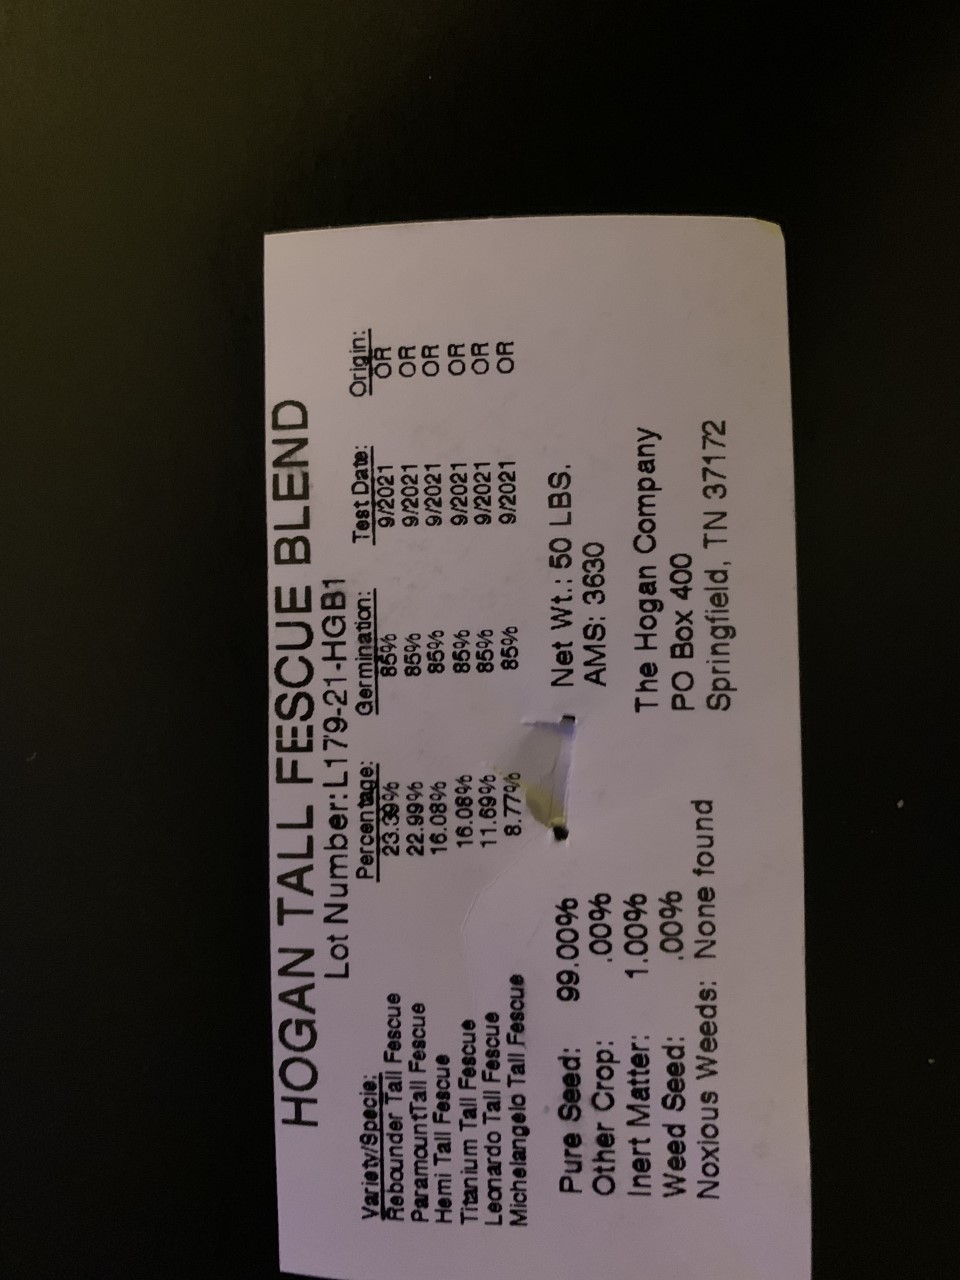 HOGAN TALL FESCUE BLEND
Lot Number: L179-21-HGB1
Variety/Specie: Percentage: Germination: Test Date: Origin:
Rebounder Tall Fescue 23.39% 85% 9/2021 OR
Paramount Tall Fescue 22.99% 85% 9/2021 OR
Hemi Tall Fescue 16.08% 85% 9/2021 OR
Titanium Tall Fescue 16.08% 85% 9/2021 OR
Leonardo Tall Fescue 11.69% 85% 9/2021 OR
Michelangelo Tall Fescue 8.77% 85% 9/2021 OR
Pure Seed: 99.00% Net Wt.: 50 LBS.
Other Crop: .00% AMS: 3630
Inert Matter: 1.00%
Weed Seed: .00%
Noxious Weeds: None found
The Hogan Company
PO Box 400
Springfield, TN 37172